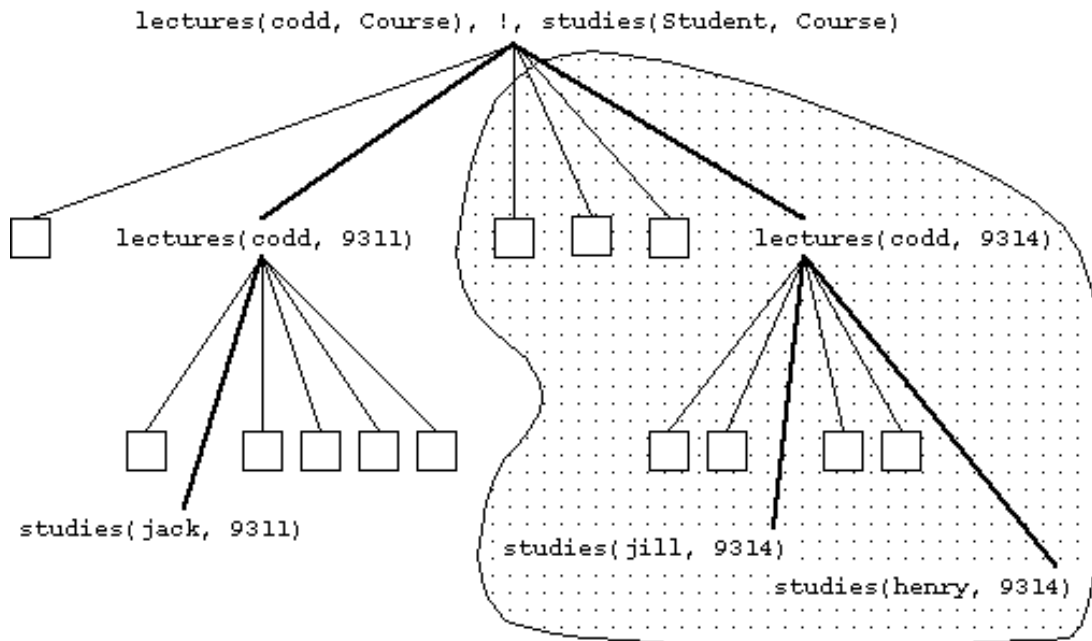 lectures(codd, Course), !, studies(Student, Course)
lectures(codd, 9311)
lectures(codd, 9314)
studies(jack, 9311)
studies(jill, 9314)
studies(henry, 9314)